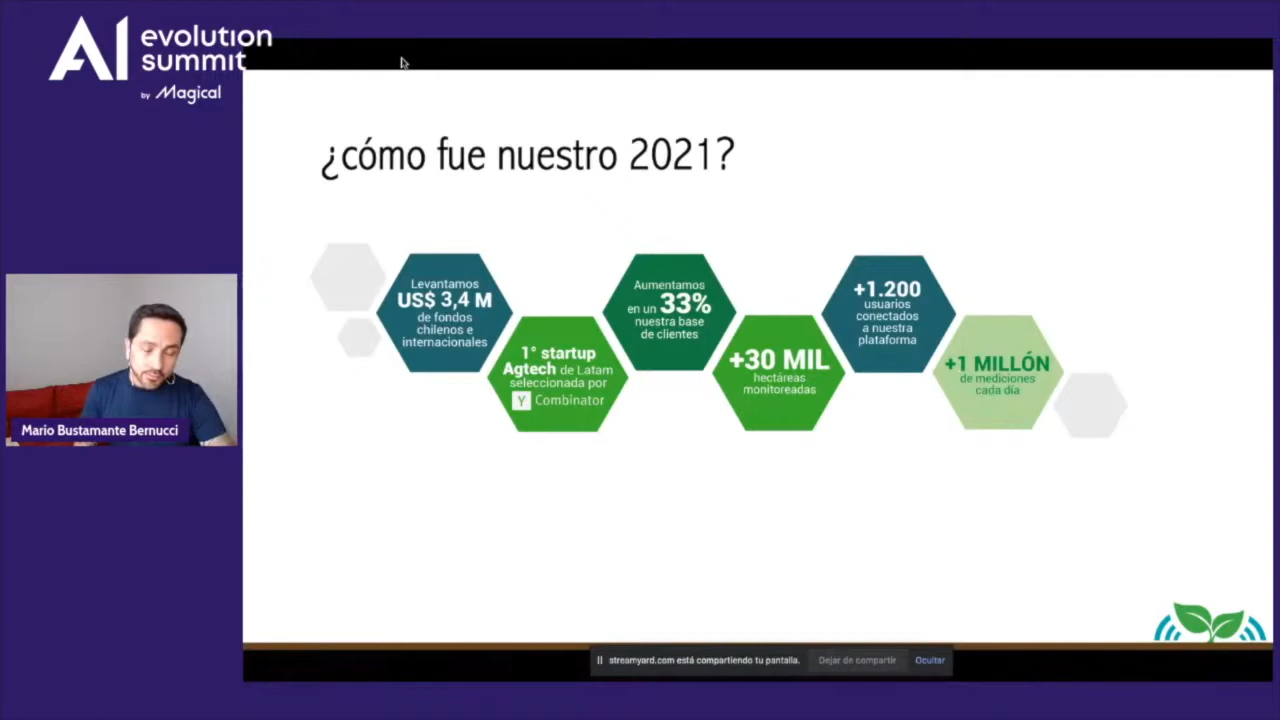 AI evolution
summit
by Magical
¿cómo fue nuestro 2021?
Levantamos
US$ 3,4 M
de fondos
chilenos e
internacionales
1° startup
Agtech de Latam
seleccionada por
Y Combinator
Aumentamos
en un 33%
nuestra base
de clientes
+30 MIL
hectáreas
monitoreadas
+1.200
usuarios
conectados
a nuestra
plataforma
+1 MILLÓN
de mediciones
cada día
Mario Bustamante Bernucci
streamyard.com está compartiendo tu pantalla. Dejar de compartir Ocultar